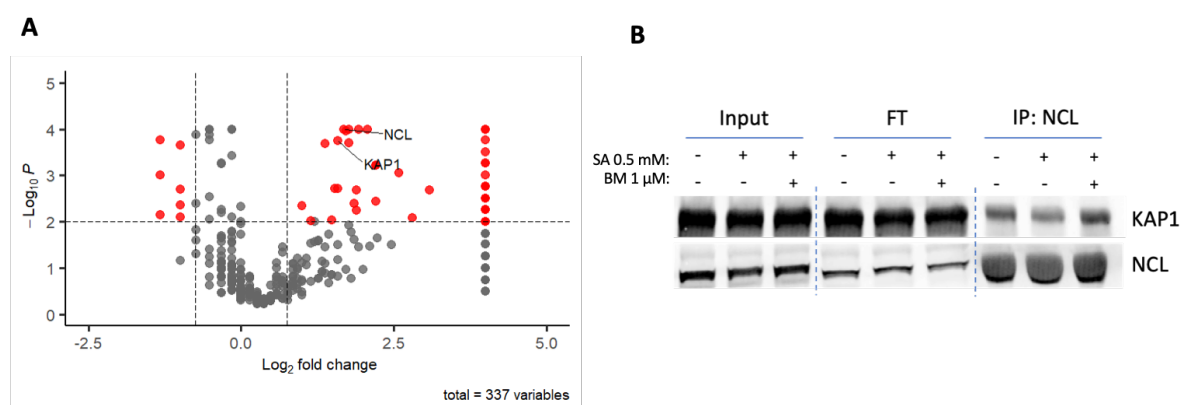 A
5
4
3
2
1
0
– Log10 P
NCL
KAP1
-2.5
0.0
2.5
5.0
Log2 fold change
total = 337 variables
B
Input FT IP: NCL
SA 0.5 mM: - + + - + + - + +
BM 1 µM: + + +
KAP1
NCL